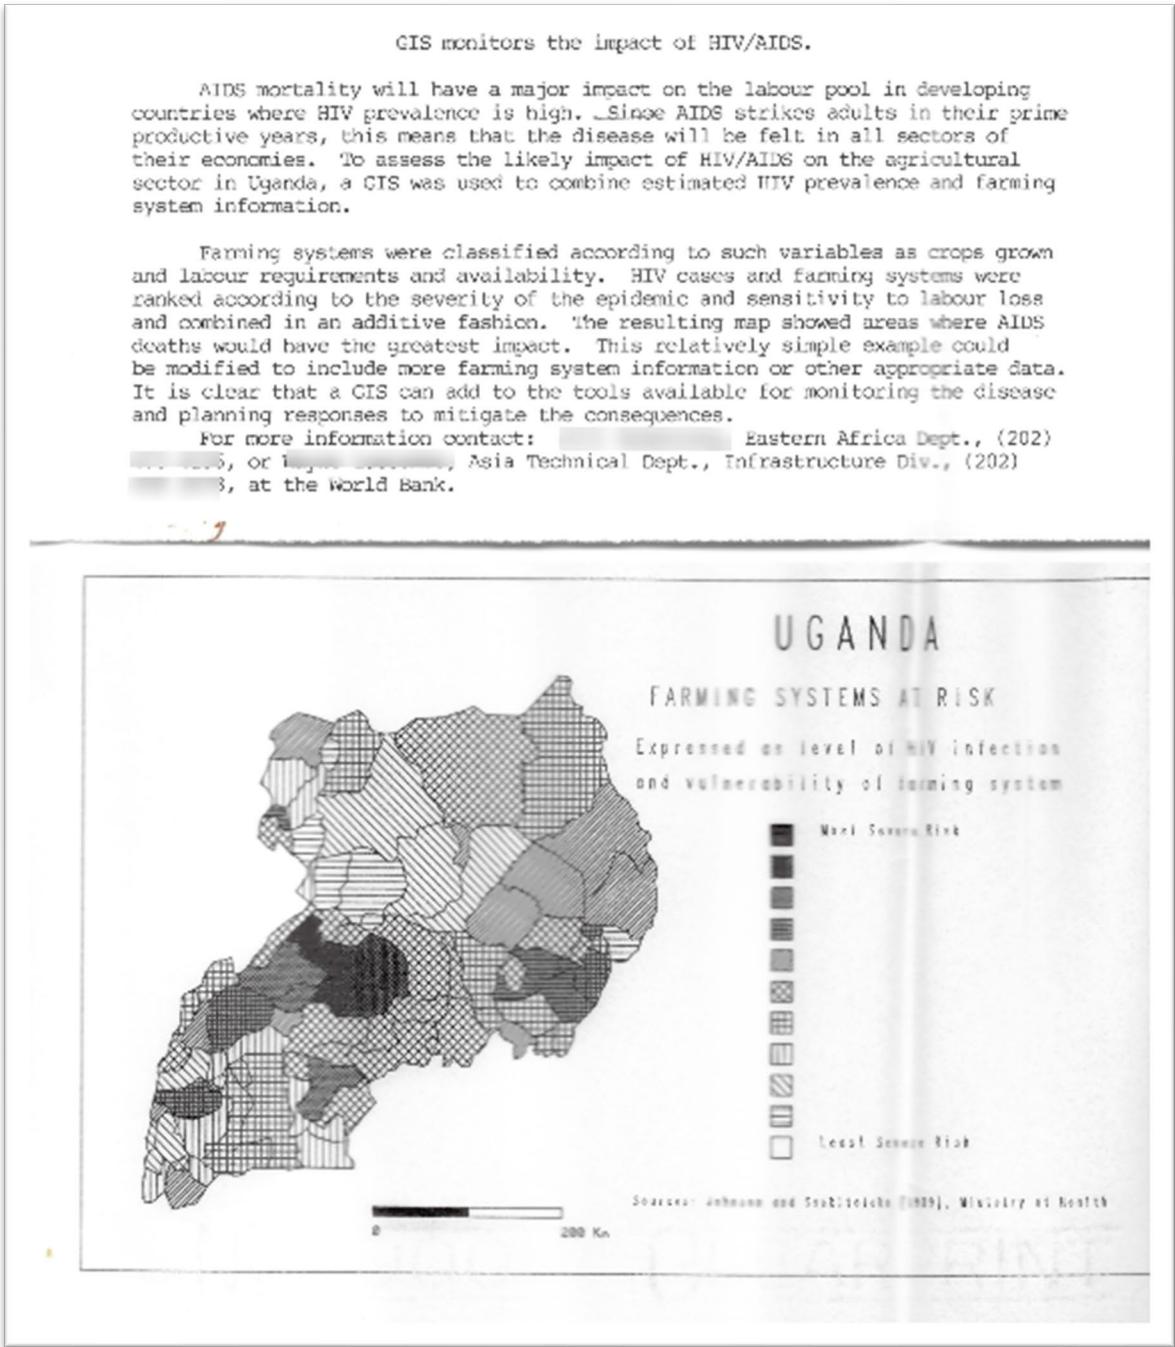 GIS monitors the impact of HIV/AIDS.
AIDS mortality will have a major impact on the labour pool in developing
countries where HIV prevalence is high. Since AIDS strikes adults in their prime
productive years, this means that the disease will be felt in all sectors of
their economies. To assess the likely impact of HIV/AIDS on the agricultural
sector in Uganda, a GIS was used to combine estimated HIV prevalence and farming
system information.
Farming systems were classified according to such variables as crops grown
and labour requirements and availability. HIV cases and farming systems were
ranked according to the severity of the epidemic and sensitivity to labour loss
and combined in an additive fashion. The resulting map showed areas where AIDS
deaths would have the greatest impact. This relatively simple example could
be modified to include more farming system information or other appropriate data.
It is clear that a GIS can add to the tools available for monitoring the disease
and planning responses to mitigate the consequences.
For more information contact: Eastern Africa Dept., (202)
, or , Asia Technical Dept., Infrastructure Div., (202)
, at the World Bank.
UGANDA
FARMING SYSTEMS AT RISK
Expressed as level of HIV infection
and vulnerability of farming system
Most Severe Risk
Least Severe Risk
Sources: and [1989], Ministry of Health
0 200 Km